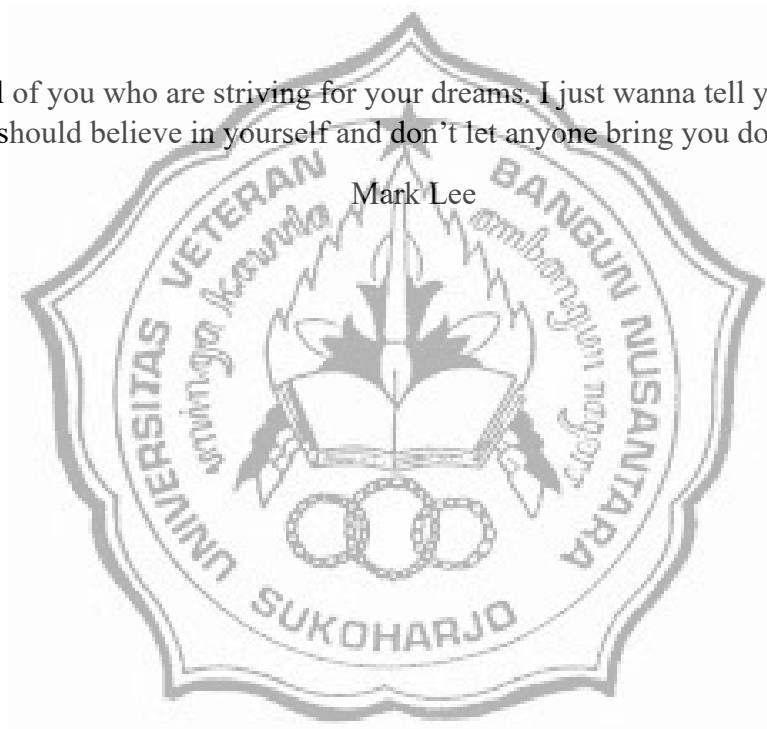 of you who are striving for your dreams. I just wanna tell
should believe in yourself and don’t let anyone bring you
Mark Lee
UNIVERSITAS VETERAN BANGUN NUSANTARA
SUKOHARJO